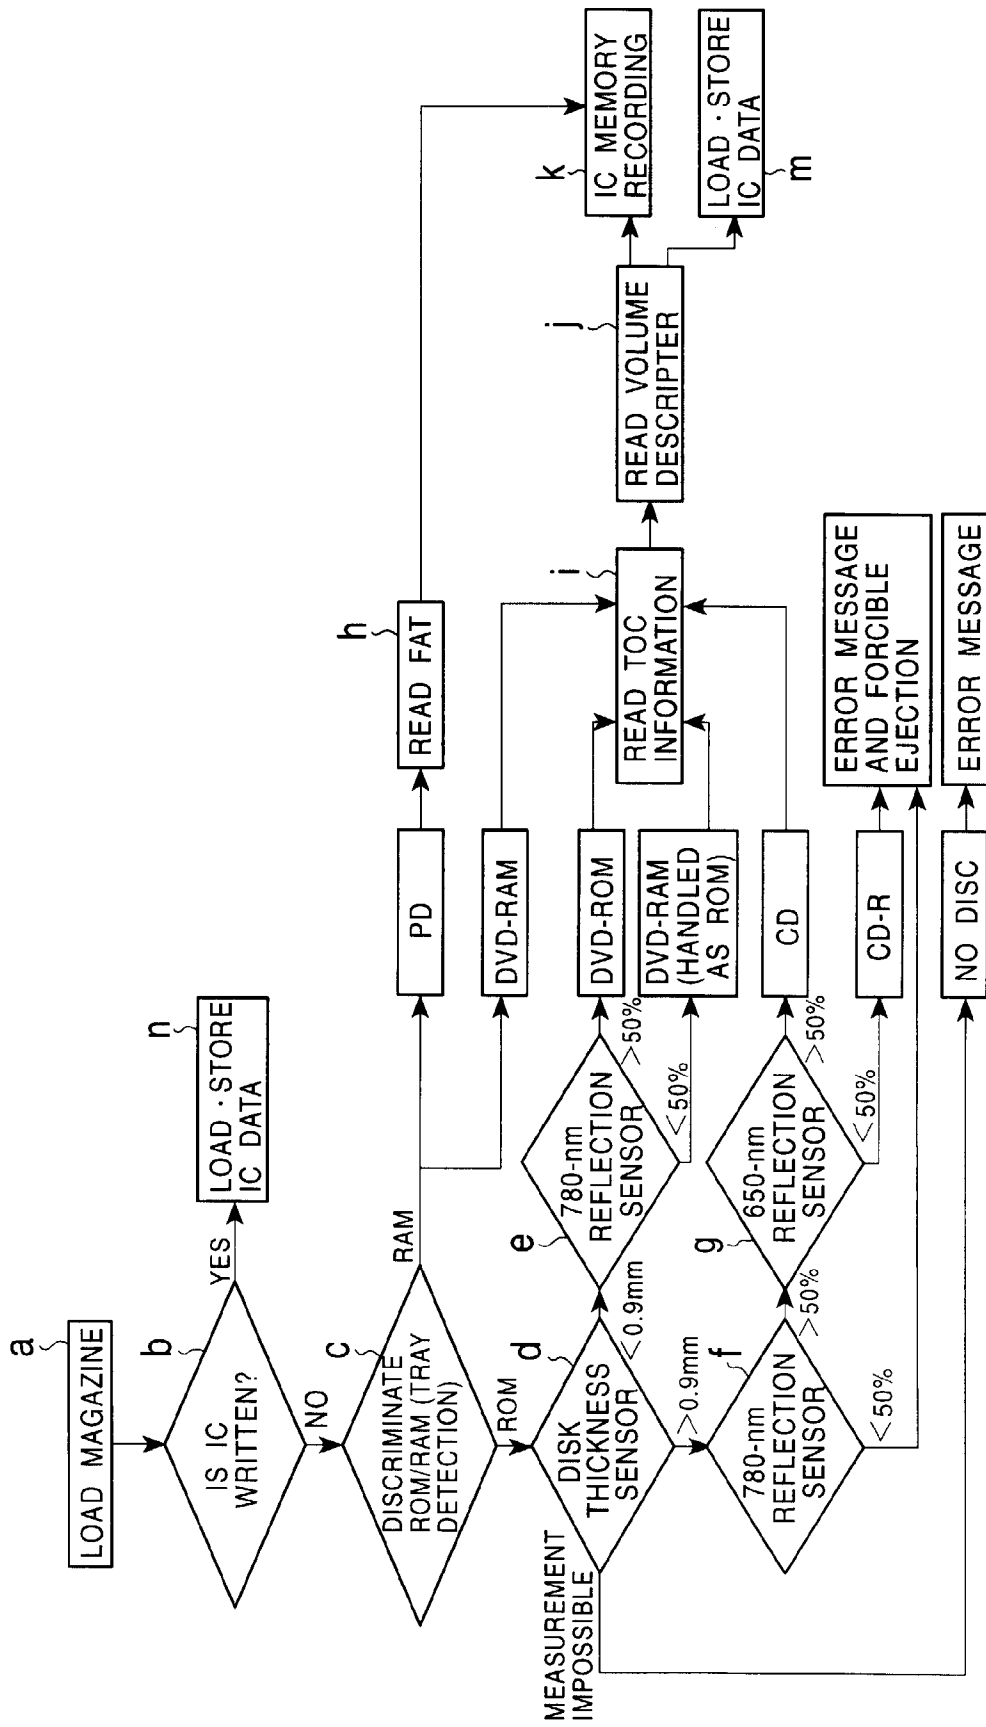 a
LOAD MAGAZINE
b
IS IC
WRITTEN?
YES
n
LOAD · STORE
IC DATA
NO
c
DISCRIMINATE
ROM/RAM (TRAY
DETECTION)
RAM
PD
h
READ FAT
DVD-RAM
ROM
d
DISK
THICKNESS
SENSOR
<0.9mm
e
780-nm
REFLECTION
SENSOR
>50%
DVD-ROM
<50%
DVD-RAM
(HANDLED
AS ROM)
i
READ TOC
INFORMATION
j
READ VOLUME
DESCRIPTER
k
IC MEMORY
RECORDING
LOAD · STORE
IC DATA
m
>0.9mm
f
780-nm
REFLECTION
SENSOR
>50%
g
650-nm
REFLECTION
SENSOR
>50%
CD
<50%
CD-R
<50%
ERROR MESSAGE
AND FORCIBLE
EJECTION
MEASUREMENT
IMPOSSIBLE
NO DISC
ERROR MESSAGE